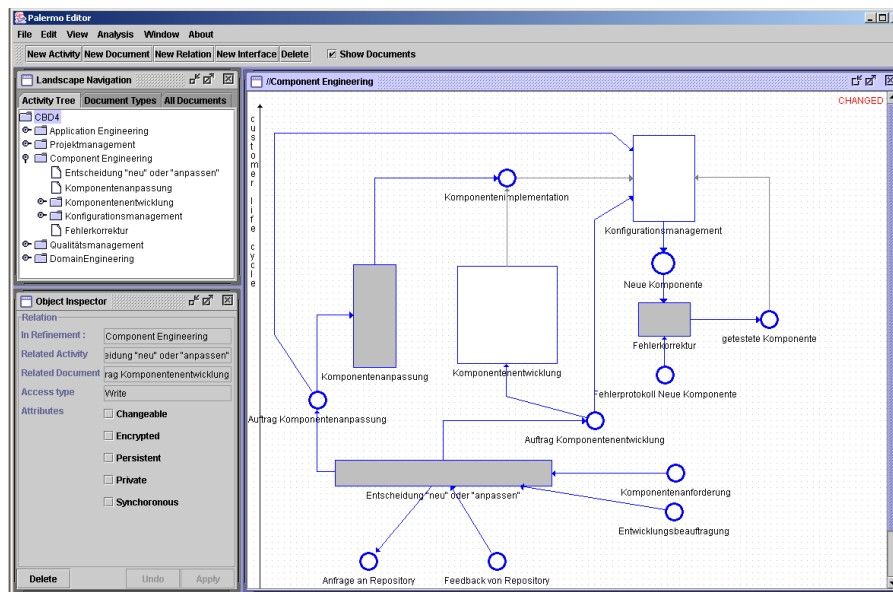 Palermo Editor
File Edit View Analysis Window About
New Activity New Document New Relation New Interface Delete Show Documents
Landscape Navigation
Activity Tree Document Types All Documents
CBD4
Application Engineering
Projektmanagement
Component Engineering
Entscheidung "neu" oder "anpassen"
Komponentenanpassung
Komponentenentwicklung
Konfigurationsmanagement
Fehlerkorrektur
Qualitätsmanagement
DomainEngineering
Object Inspector
Relation
In Refinement : Component Engineering
Related Activity eidung "neu" oder "anpassen"
Related Document rag Komponentenentwicklung
Access type Write
Attributes Changeable
Encrypted
Persistent
Private
Synchoronous
Delete Undo Apply
//Component Engineering
CHANGED
customer life cycle
Komponentenimplementation
Konfigurationsmanagement
Neue Komponente
Fehlerkorrektur
getestete Komponente
Komponentenanpassung
Komponentenentwicklung
Fehlerprotokoll Neue Komponente
Auftrag Komponentenanpassung
Auftrag Komponentenentwicklung
Entscheidung "neu" oder "anpassen"
Komponentenanforderung
Entwicklungsbeauftragung
Anfrage an Repository
Feedback von Repository